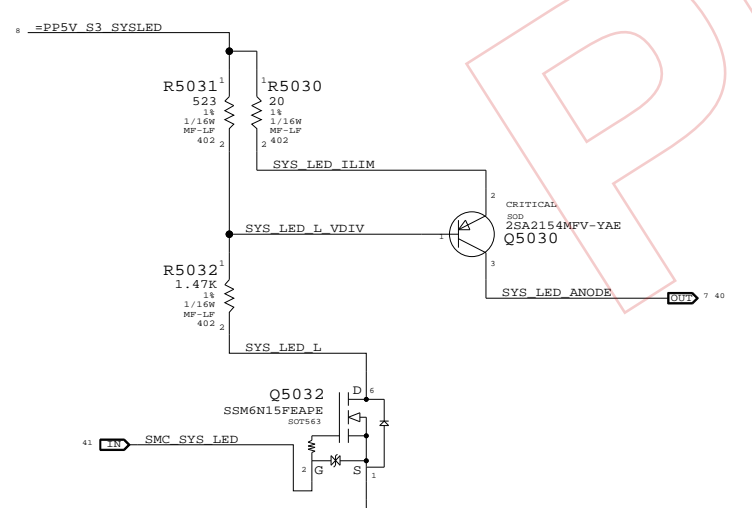 8 =PP5V_S3_SYSLED
R5031 1
523
1%
1/16W
MF-LF
402 2
1 R5030
20
1%
1/16W
MF-LF
2 402
SYS_LED_ILIM
2
CRITICAL
SOD
2SA2154MFV-YAE
Q5030
SYS_LED_L_VDIV
1
3
R5032 1
1.47K
1%
1/16W
MF-LF
402 2
SYS_LED_ANODE
OUT 7 40
SYS_LED_L
Q5032
SSM6N15FEAPE
SOT563
D 6
41 IN SMC_SYS_LED
2 G S 1